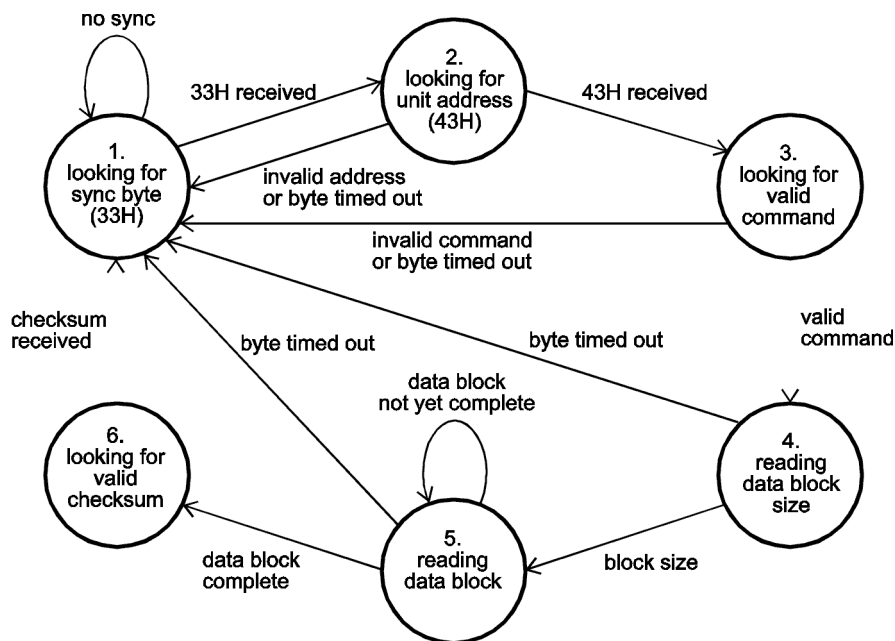 no sync
1.
looking for
sync byte
(33H)
33H received
2.
looking for
unit address
(43H)
43H received
3.
looking for
valid
command
invalid address
or byte timed out
invalid command
or byte timed out
checksum
received
byte timed out
byte timed out
valid
command
data block
not yet complete
6.
looking for
valid
checksum
4.
reading
data block
size
data block
complete
5.
reading
data block
block size